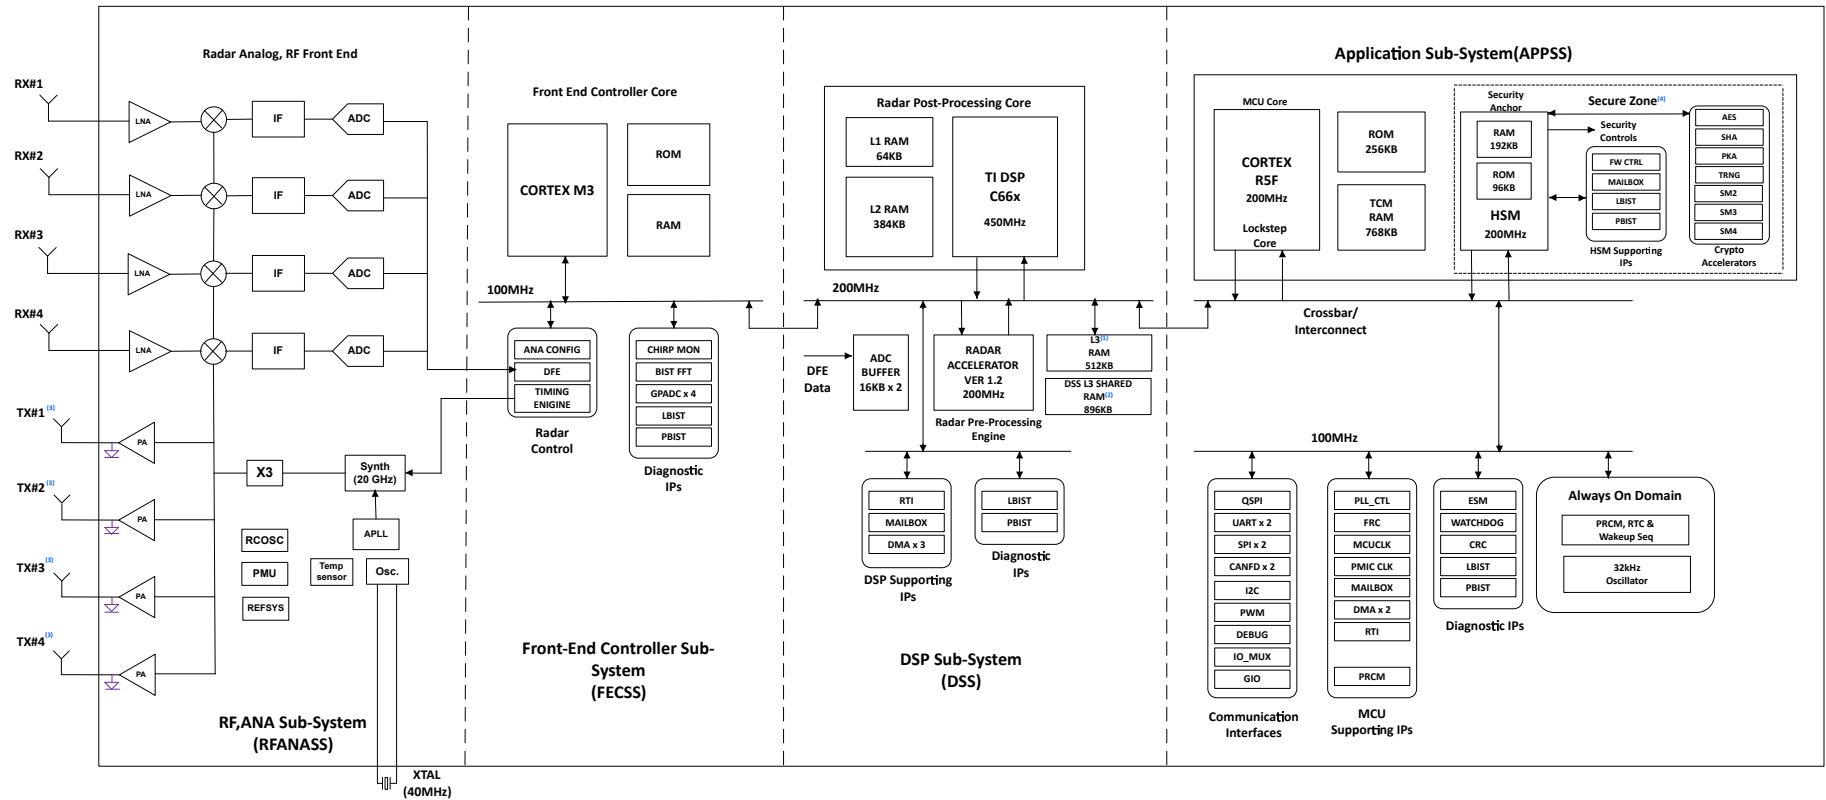 Radar Analog, RF Front End
RX#1
LNA
IF
ADC
RX#2
LNA
IF
ADC
RX#3
LNA
IF
ADC
RX#4
LNA
IF
ADC
TX#1(3)
PA
TX#2(3)
PA
TX#3(3)
PA
TX#4(3)
PA
X3
Synth
(20 GHz)
APLL
RCOSC
PMU
REFSYS
Temp
sensor
Osc.
RF,ANA Sub-System
(RFANASS)
XTAL
(40MHz)
Front End Controller Core
CORTEX M3
ROM
RAM
100MHz
ANA CONFIG
DFE
TIMING
ENIGINE
Radar
Control
CHIRP MON
BIST FFT
GPADC x 4
LBIST
PBIST
Diagnostic
IPs
Front-End Controller Sub-
System
(FECSS)
Radar Post-Processing Core
L1 RAM
64KB
L2 RAM
384KB
TI DSP
C66x
450MHz
200MHz
DFE
Data
ADC
BUFFER
16KB x 2
RADAR
ACCELERATOR
VER 1.2
200MHz
Radar Pre-Processing
Engine
L3(1)
RAM
512KB
DSS L3 SHARED
RAM(2)
896KB
RTI
MAILBOX
DMA x 3
DSP Supporting
IPs
LBIST
PBIST
Diagnostic
IPs
DSP Sub-System
(DSS)
Application Sub-System(APPSS)
MCU Core
CORTEX
R5F
200MHz
Lockstep
Core
ROM
256KB
TCM
RAM
768KB
Security
Anchor
RAM
192KB
ROM
96KB
HSM
200MHz
Secure Zone(4)
Security
Controls
FW CTRL
MAILBOX
LBIST
PBIST
HSM Supporting
IPs
AES
SHA
PKA
TRNG
SM2
SM3
SM4
Crypto
Accelerators
Crossbar/
Interconnect
100MHz
QSPI
UART x 2
SPI x 2
CANFD x 2
I2C
PWM
DEBUG
IO_MUX
GIO
Communication
Interfaces
PLL_CTL
FRC
MCUCLK
PMIC CLK
MAILBOX
DMA x 2
RTI
PRCM
MCU
Supporting IPs
ESM
WATCHDOG
CRC
LBIST
PBIST
Diagnostic IPs
Always On Domain
PRCM, RTC &
Wakeup Seq
32kHz
Oscillator